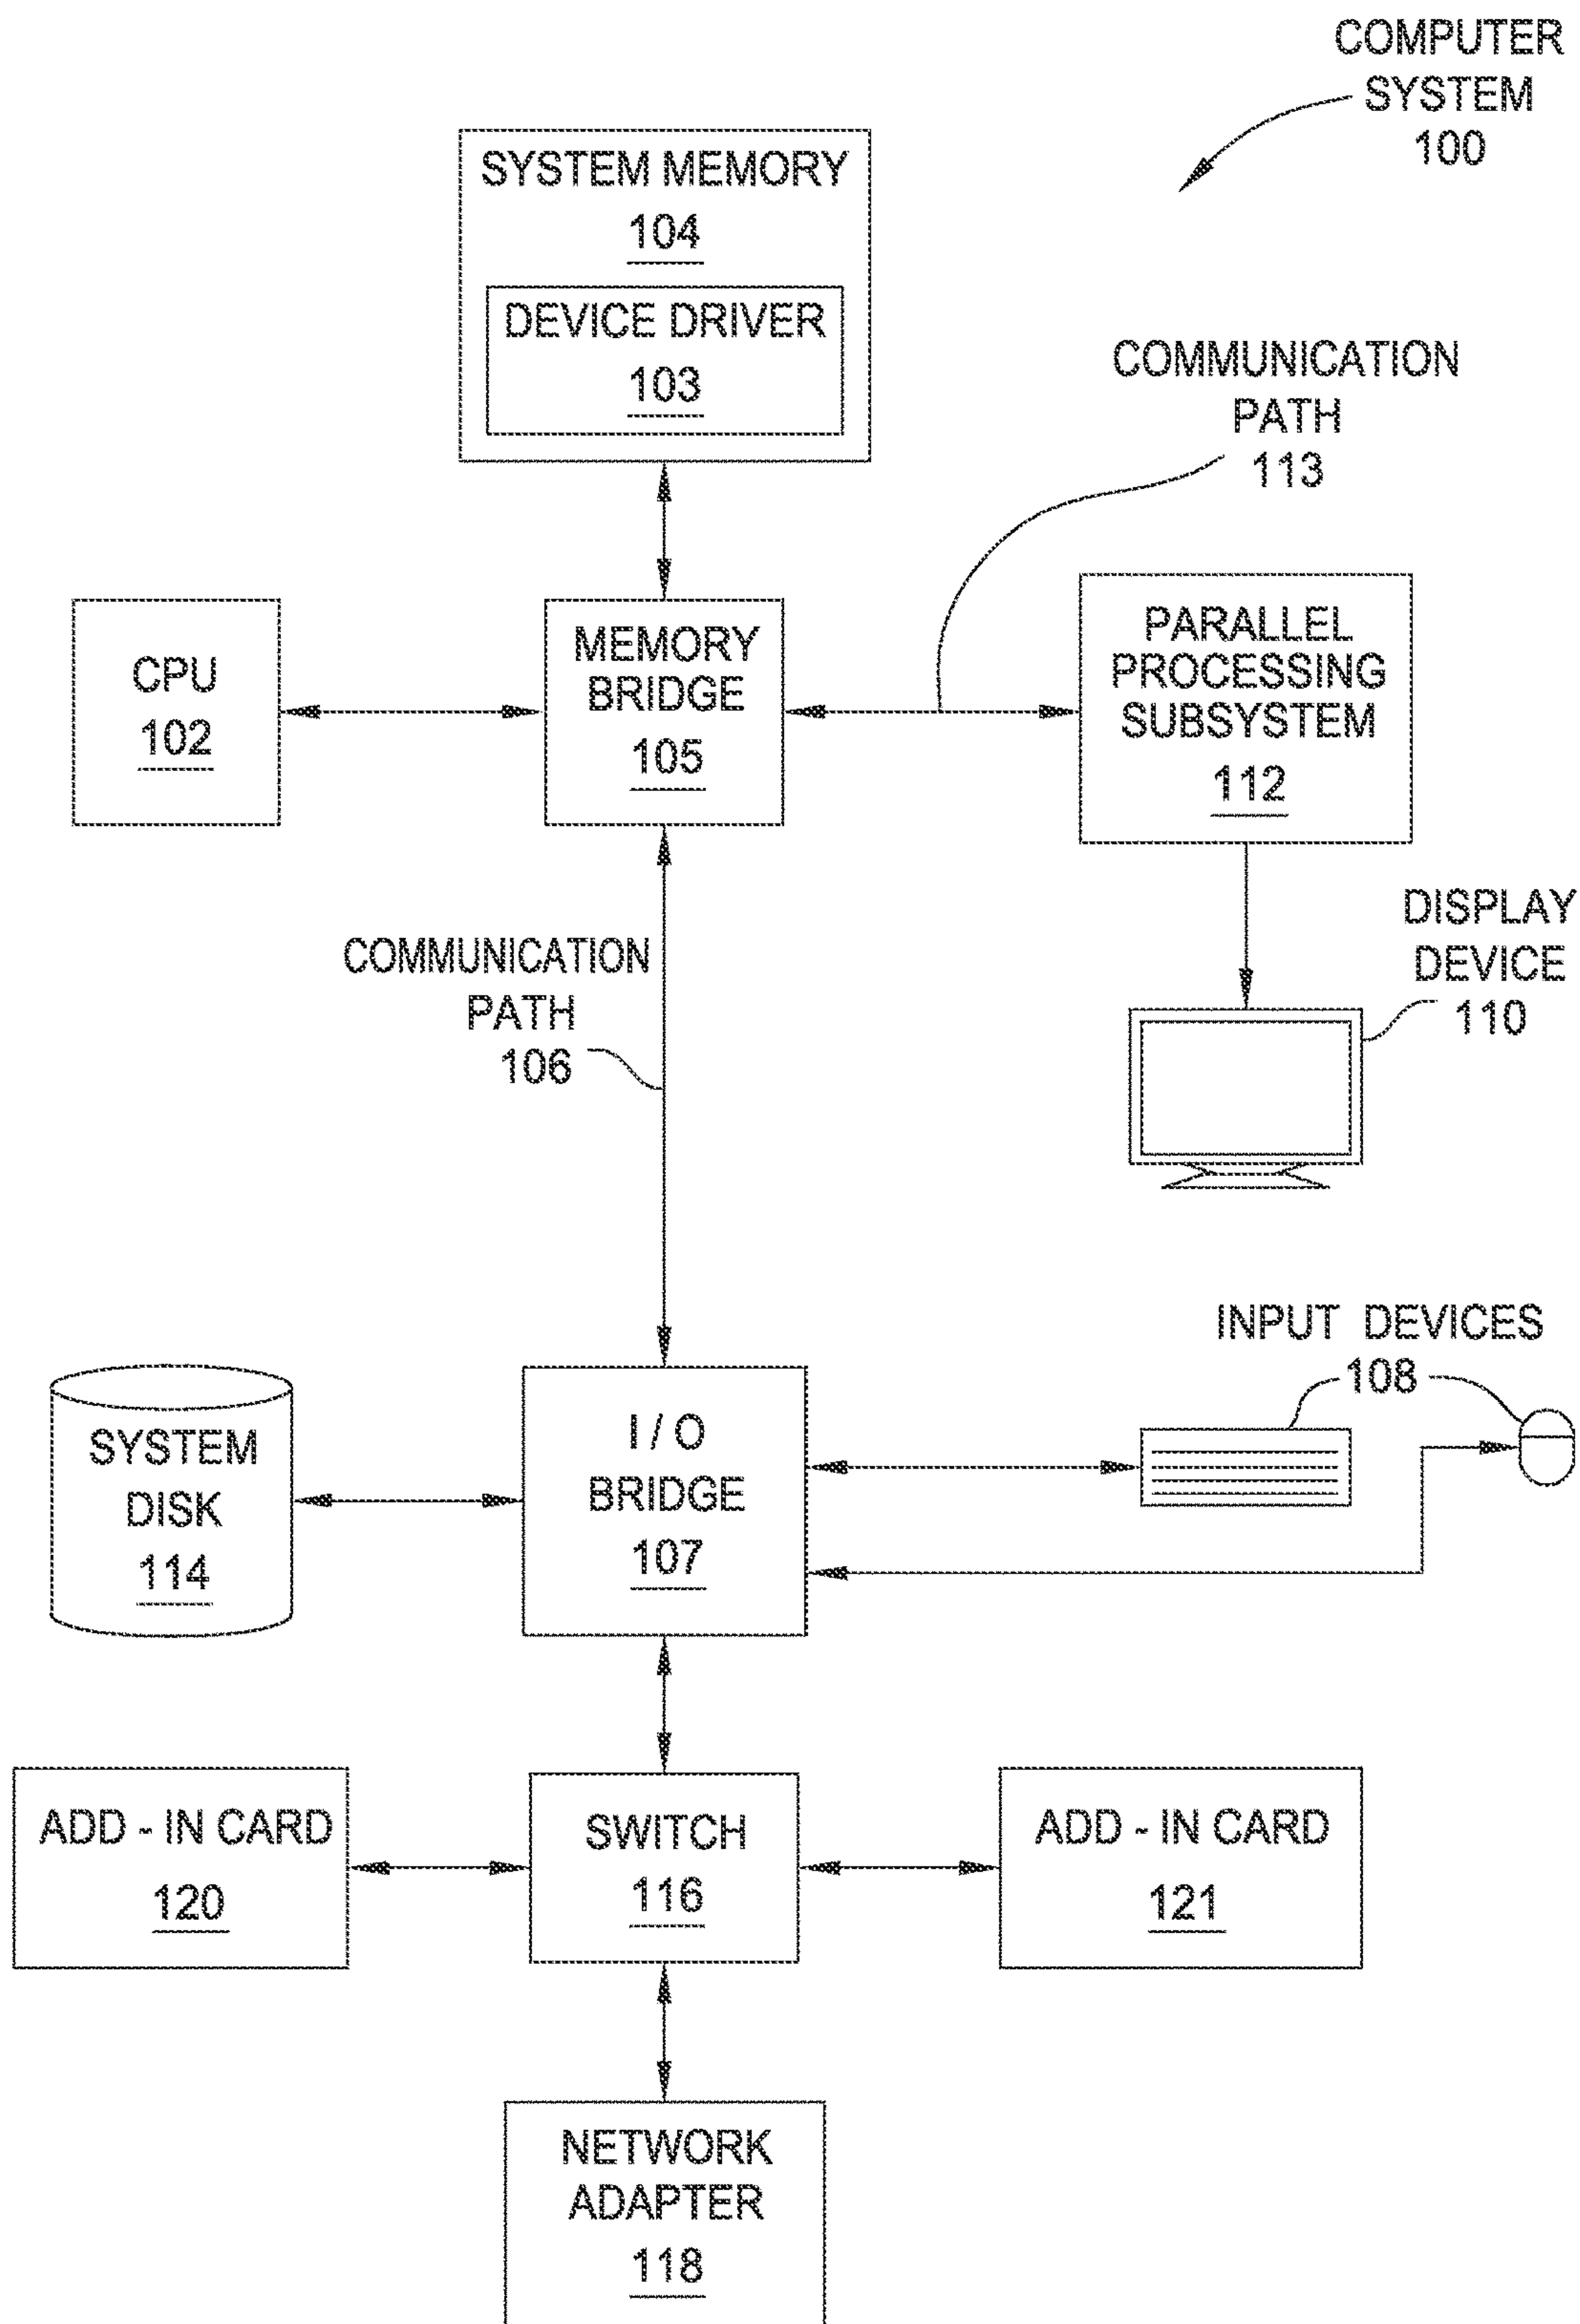 COMPUTER
SYSTEM
100
SYSTEM MEMORY
104
DEVICE DRIVER
103
COMMUNICATION
PATH
113
CPU
102
MEMORY
BRIDGE
105
PARALLEL
PROCESSING
SUBSYSTEM
112
DISPLAY
DEVICE
110
COMMUNICATION
PATH
106
INPUT DEVICES
108
SYSTEM
DISK
114
I / O
BRIDGE
107
ADD - IN CARD
120
SWITCH
116
ADD - IN CARD
121
NETWORK
ADAPTER
118